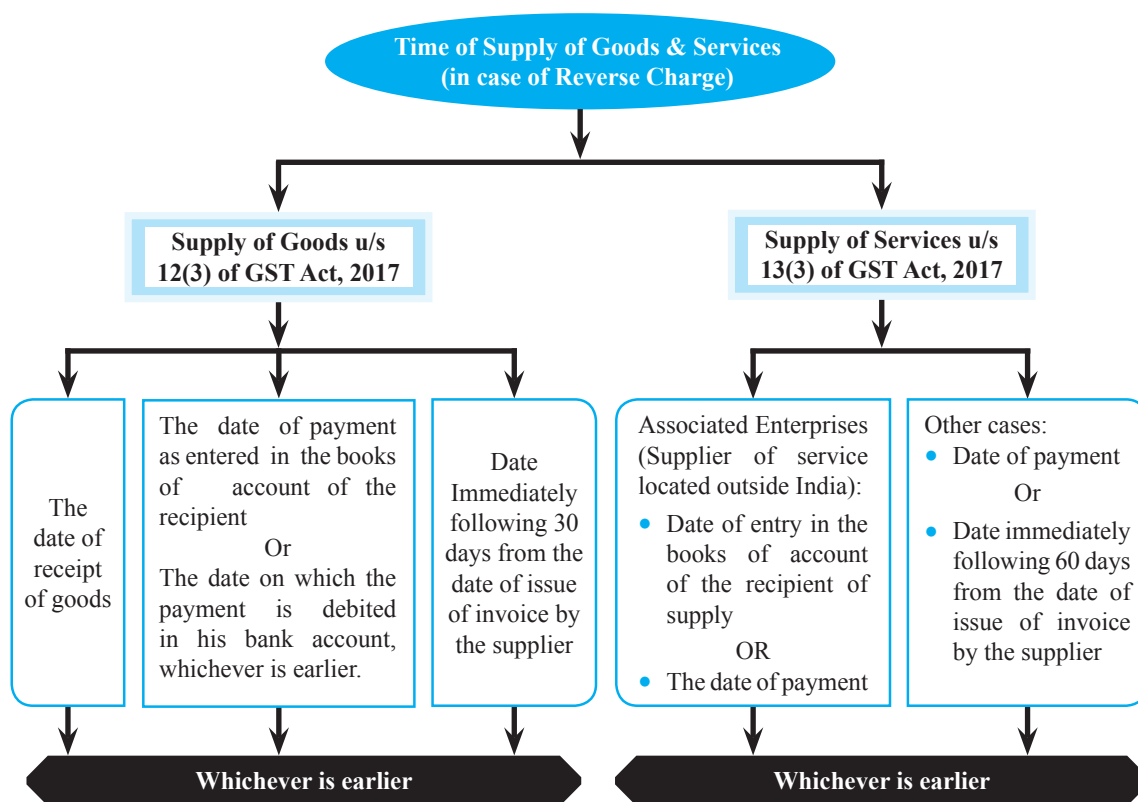 Time of Supply of Goods & Services
(in case of Reverse Charge)
Supply of Goods u/s
12(3) of GST Act, 2017
Supply of Services u/s
13(3) of GST Act, 2017
The
date of
receipt
of goods
The date of payment
as entered in the books
of account of the
recipient
Or
The date on which the
payment is debited
in his bank account,
whichever is earlier.
Date
Immediately
following 30
days from the
date of issue
of invoice by
the supplier
Associated Enterprises
(Supplier of service
located outside India):
• Date of entry in the
books of account
of the recipient of
supply
OR
• The date of payment
Other cases:
• Date of payment
Or
• Date immediately
following 60 days
from the date of
issue of invoice
by the supplier
Whichever is earlier
Whichever is earlier